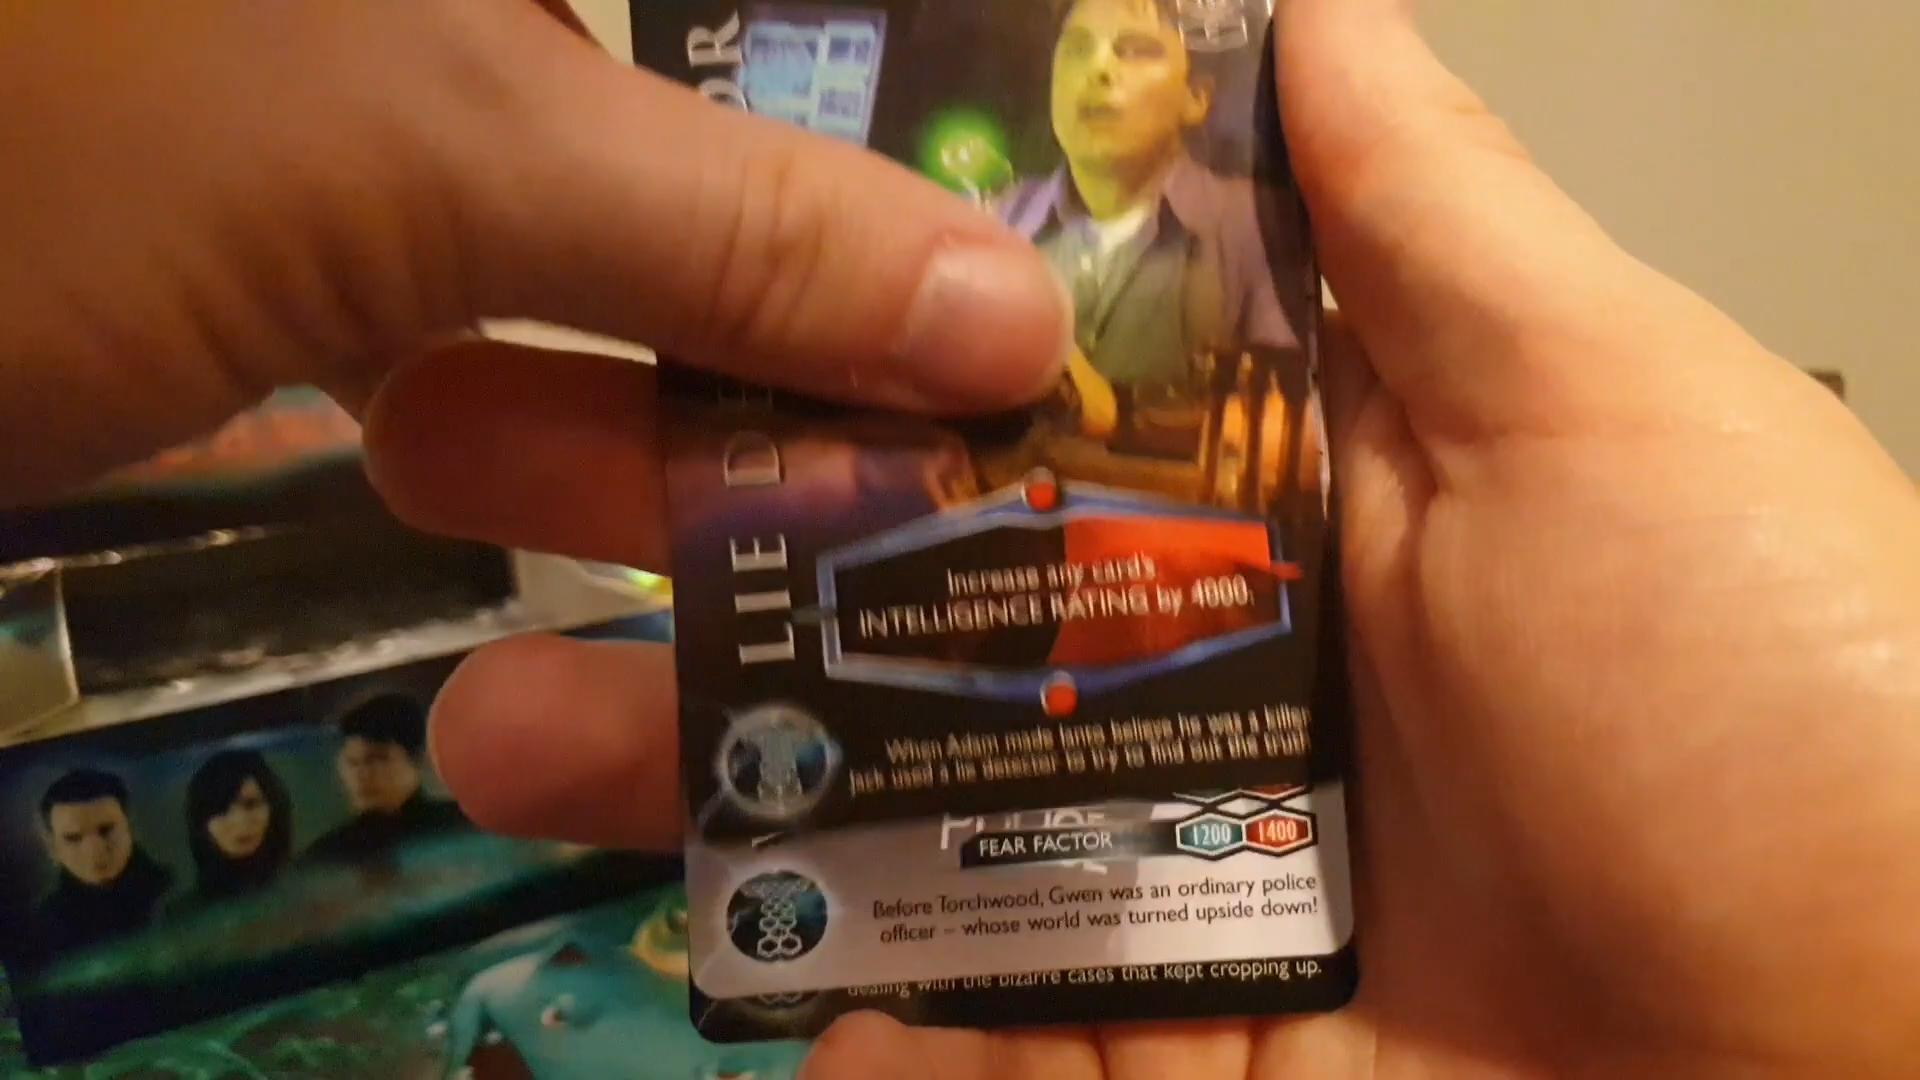 LIE D
OR
Increase any card's
INTELLIGENCE RATING by 4000.
When Adam made Ianto believe he was a killer
Jack used a lie detector to try to find out the truth
FEAR FACTOR
1200 1400
Before Torchwood, Gwen was an ordinary police
officer – whose world was turned upside down!
dealing with the bizarre cases that kept cropping up.